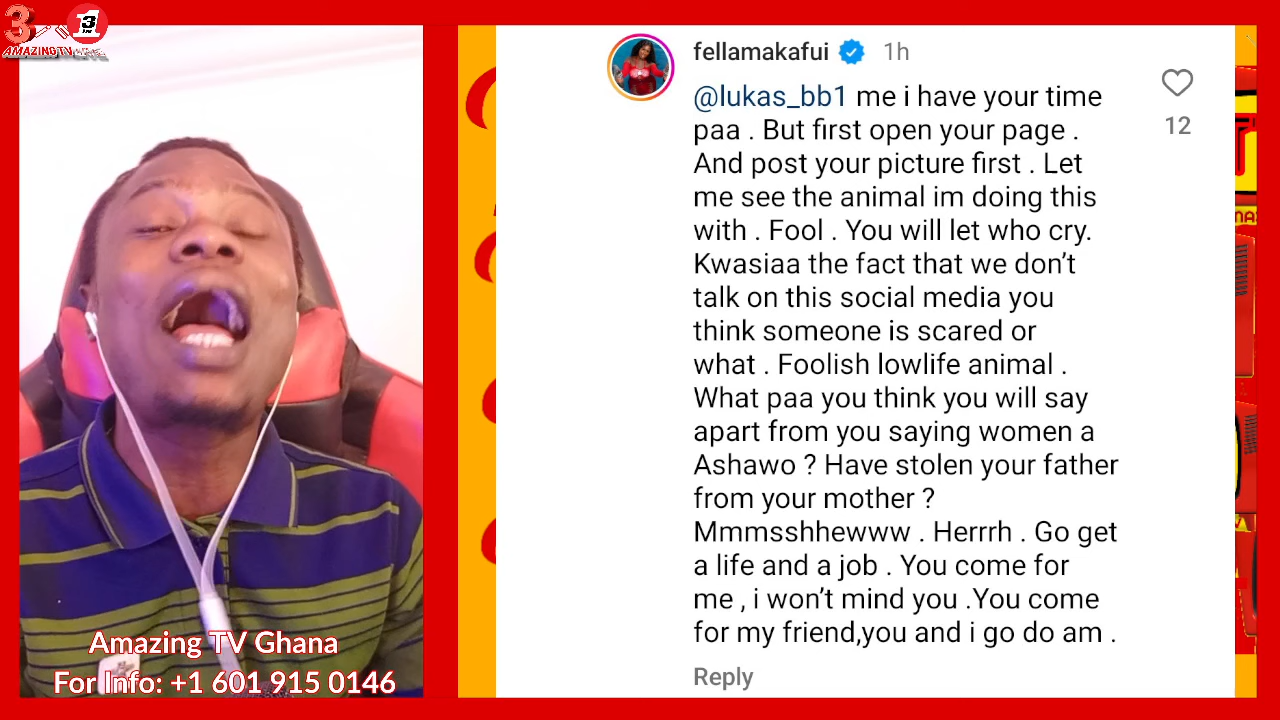 3
13
AMAZING TV
fellamakafui 1h
@lukas_bb1 me i have your time
paa . But first open your page .
And post your picture first . Let
me see the animal im doing this
with . Fool . You will let who cry.
Kwasiaa the fact that we don't
talk on this social media you
think someone is scared or
what . Foolish lowlife animal .
What paa you think you will say
apart from you saying women a
Ashawo ? Have stolen your father
from your mother ?
Mmmsshhewww . Herrrh . Go get
a life and a job . You come for
me , i won't mind you .You come
for my friend,you and i go do am .
Reply
12
Amazing TV Ghana
For Info: +1 601 915 0146